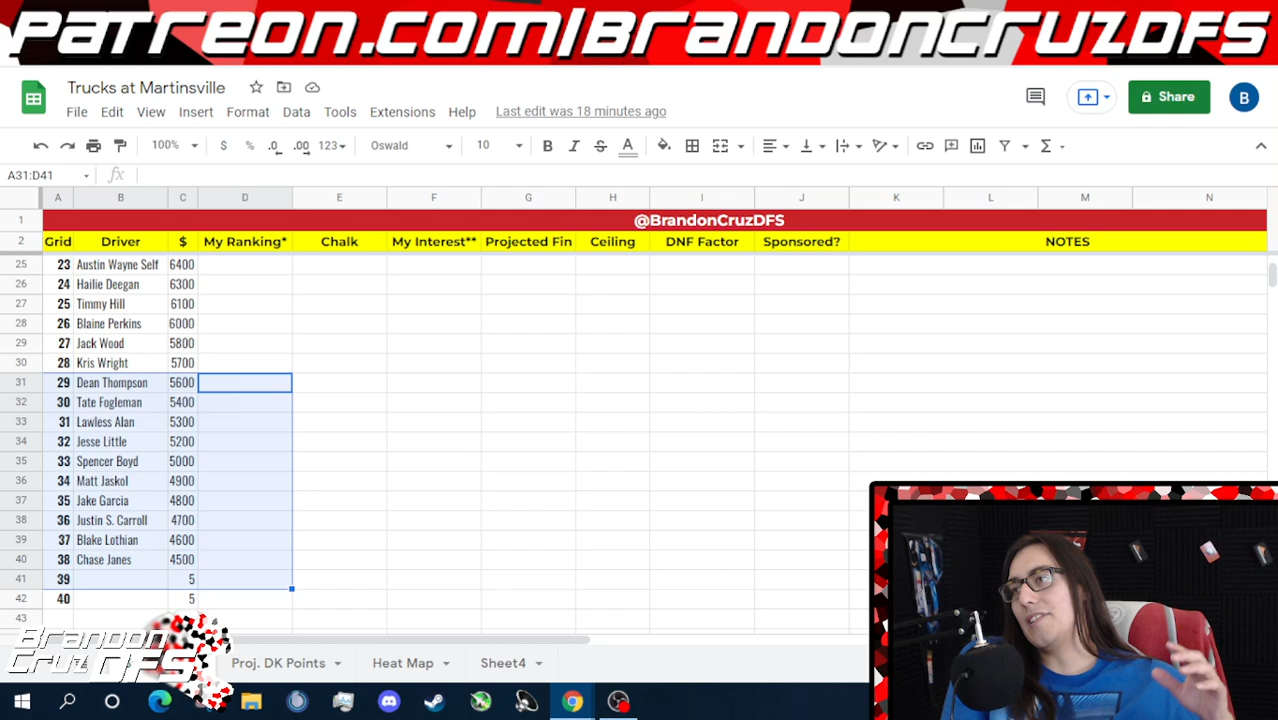 Patreon.com/BrandonCruzDFS
Trucks at Martinsville
File Edit View Insert Format Data Tools Extensions Help Last edit was 18 minutes ago
Share
B
100% $ % .0 .00 123 Oswald 10 B I S A
A31:D41 fx
A B C D E F G H I J K L M N
1 @BrandonCruzDFS
2 Grid Driver $ My Ranking* Chalk My Interest** Projected Fin Ceiling DNF Factor Sponsored? NOTES
25 23 Austin Wayne Self 6400
26 24 Hailie Deegan 6300
27 25 Timmy Hill 6100
28 26 Blaine Perkins 6000
29 27 Jack Wood 5800
30 28 Kris Wright 5700
31 29 Dean Thompson 5600
32 30 Tate Fogleman 5400
33 31 Lawless Alan 5300
34 32 Jesse Little 5200
35 33 Spencer Boyd 5000
36 34 Matt Jaskol 4900
37 35 Jake Garcia 4800
38 36 Justin S. Carroll 4700
39 37 Blake Lothian 4600
40 38 Chase Janes 4500
41 39 5
42 40 5
43
Brandon
Cruz DFS
Proj. DK Points Heat Map Sheet4